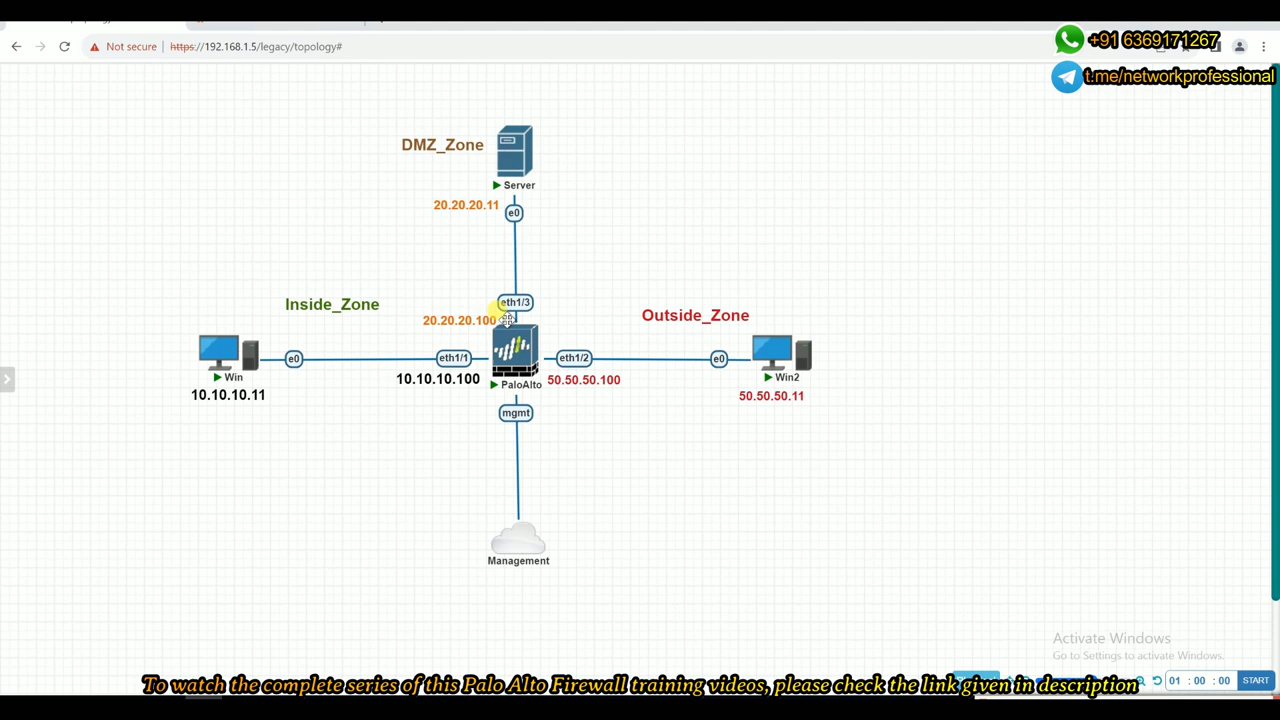 Not secure
https://192.168.1.5/legacy/topology#
+91 6369171267
t.me/networkprofessional
DMZ_Zone
Server
20.20.20.11
e0
Inside_Zone
eth1/3
20.20.20.100
Outside_Zone
e0
eth1/1
eth1/2
e0
Win
10.10.10.11
10.10.10.100
PaloAlto
50.50.50.100
Win2
50.50.50.11
mgmt
Management
Activate Windows
Go to Settings to activate Windows.
01 : 00 : 00
START
To watch the complete series of this Palo Alto Firewall training videos, please check the link given in description